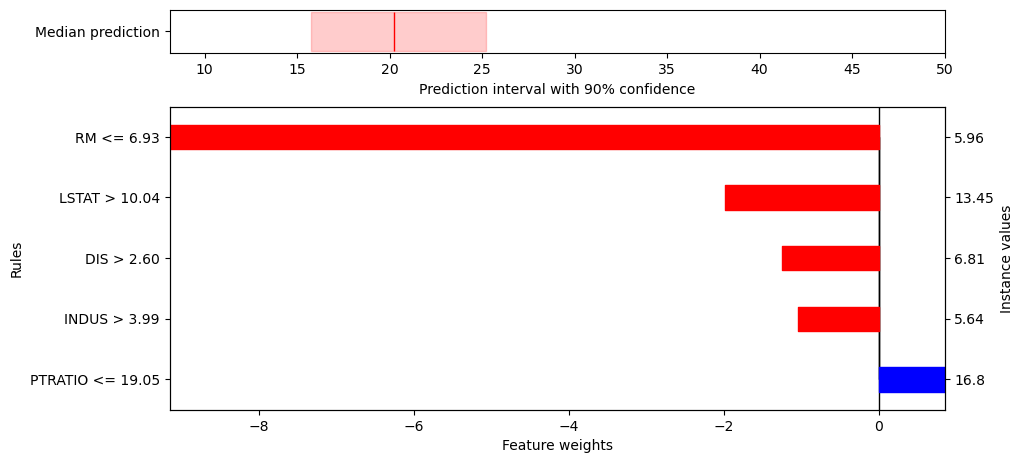 Median prediction
10 15 20 25 30 35 40 45 50
Prediction interval with 90% confidence
RM <= 6.93 5.96
LSTAT > 10.04 13.45
DIS > 2.60 6.81
INDUS > 3.99 5.64
PTRATIO <= 19.05 16.8
Rules
Instance values
−8 −6 −4 −2 0
Feature weights